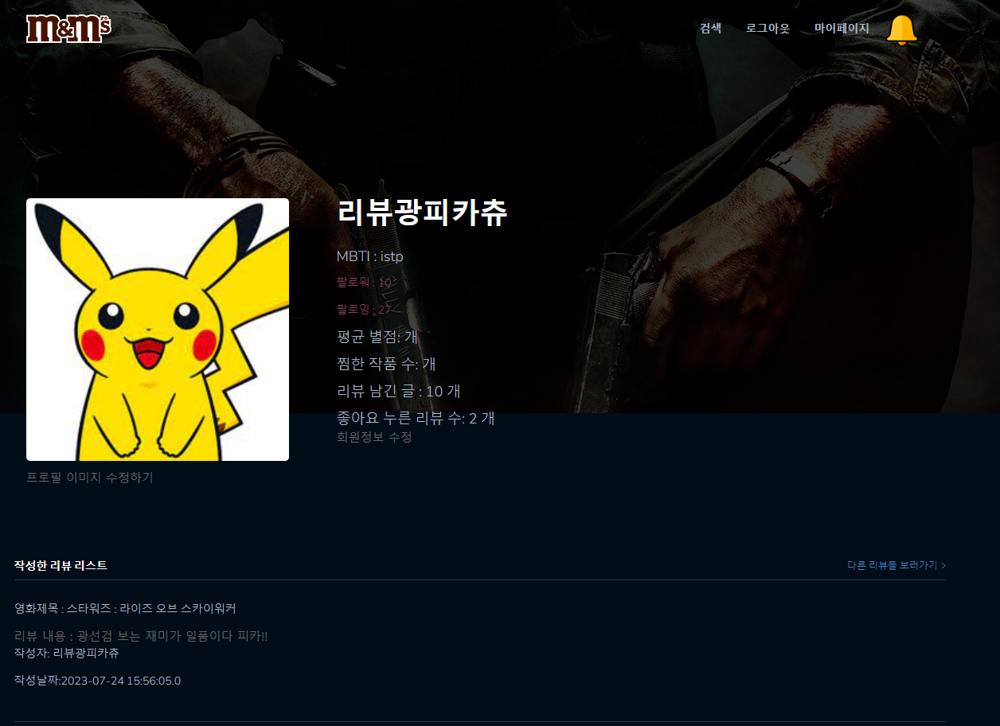 m&m's
검색 로그아웃 마이페이지
리뷰광피카츄
MBTI : istp
팔로워 : 10
팔로잉 : 27
평균 별점: 개
찜한 작품 수: 개
리뷰 남긴 글 : 10 개
좋아요 누른 리뷰 수: 2 개
회원정보 수정
프로필 이미지 수정하기
작성한 리뷰 리스트 다른 리뷰들 보러가기 >
영화제목 : 스타워즈 : 라이즈 오브 스카이워커
리뷰 내용 : 광선검 보는 재미가 일품이다 피카!!
작성자: 리뷰광피카츄
작성날짜:2023-07-24 15:56:05.0